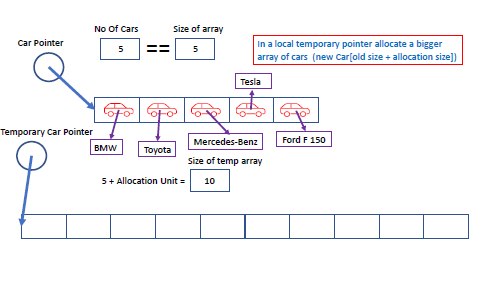 No Of Cars
Size of array
Car Pointer
5
==
5
In a local temporary pointer allocate a bigger
array of cars (new Car[old size + allocation size])
Tesla
Temporary Car Pointer
BMW
Toyota
Mercedes-Benz
Ford F 150
Size of temp array
5 + Allocation Unit =
10